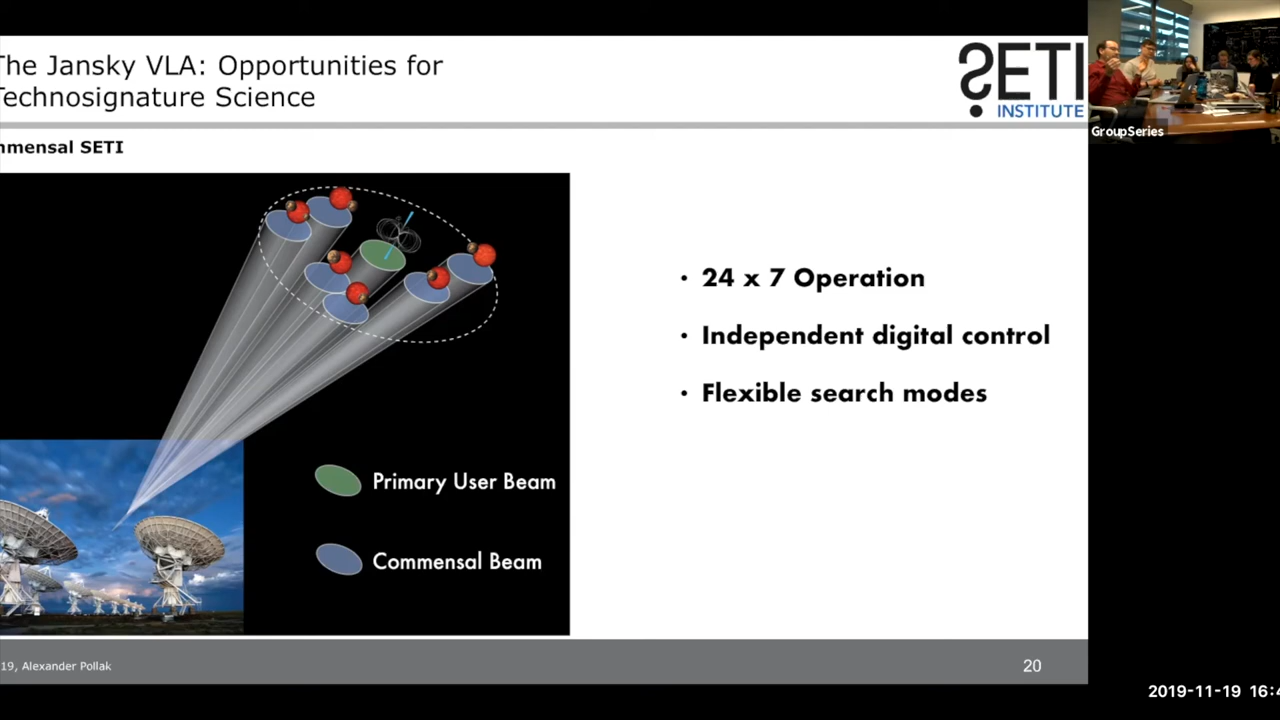 The Jansky VLA: Opportunities for
Technosignature Science
SETI
INSTITUTE
GroupSeries
mmensal SETI
• 24 x 7 Operation
• Independent digital control
• Flexible search modes
Primary User Beam
Commensal Beam
19, Alexander Pollak
20
2019-11-19 16:4